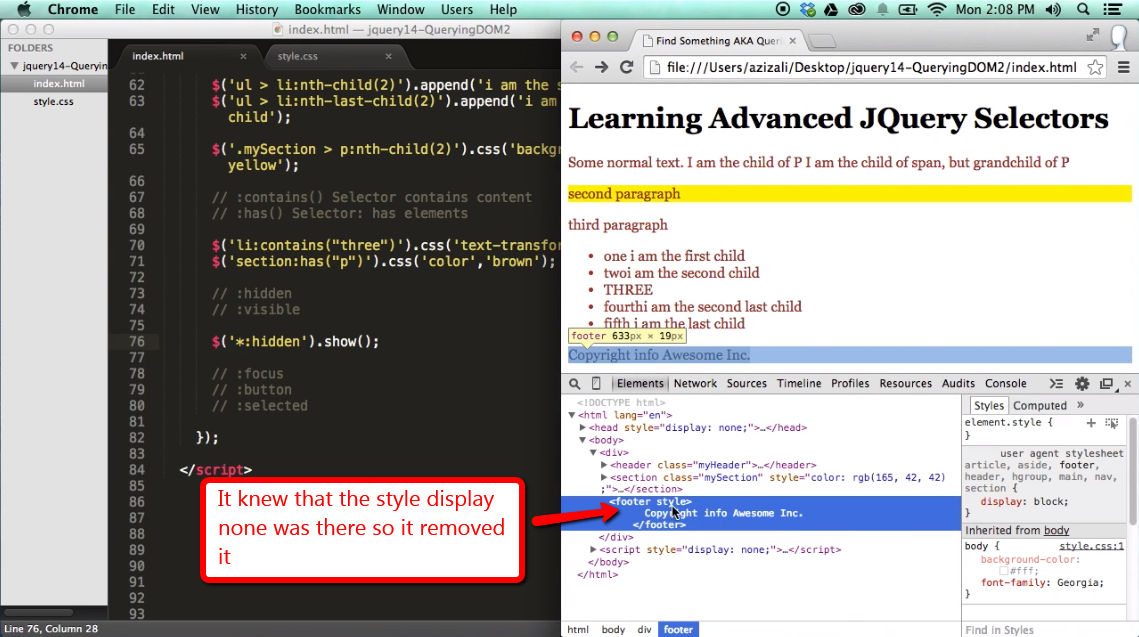 Chrome File Edit View History Bookmarks Window Users Help Mon 2:08 PM
index.html — jquery14-QueryingDOM2
FOLDERS
jquery14-Queryin
index.html
style.css
index.html × style.css ×
62 $('ul > li:nth-child(2)').append('i am the s
63 $('ul > li:nth-last-child(2)').append('i am
child');
64
65 $('.mySection > p:nth-child(2)').css('backg
yellow');
66
67 // :contains() Selector contains content
68 // :has() Selector: has elements
69
70 $('li:contains("three")').css('text-transfo
71 $('section:has("p")').css('color','brown');
72
73 // :hidden
74 // :visible
75
76 $('*:hidden').show();
77
78 // :focus
79 // :button
80 // :selected
81
82 });
83
84 </script>
85
86
87
88
89
90
91
92
93
It knew that the style display
none was there so it removed
it
Line 76, Column 28
Find Something AKA Queri ×
file:///Users/azizali/Desktop/jquery14-QueryingDOM2/index.html
Learning Advanced JQuery Selectors
Some normal text. I am the child of P I am the child of span, but grandchild of P
second paragraph
third paragraph
• one i am the first child
• twoi am the second child
• THREE
• fourthi am the second last child
• fifth i am the last child
footer 633px × 19px
Copyright info Awesome Inc.
Elements Network Sources Timeline Profiles Resources Audits Console
<!DOCTYPE html>
<html lang="en">
<head style="display: none;">…</head>
<body>
<div>
<header class="myHeader">…</header>
<section class="mySection" style="color: rgb(165, 42, 42)
;">…</section>
<footer style>
Copyright info Awesome Inc.
</footer>
</div>
<script style="display: none;">…</script>
</body>
</html>
html body div footer
Styles Computed »
element.style {
}
user agent stylesheet
article, aside, footer,
header, hgroup, main, nav,
section {
display: block;
}
Inherited from body
body { style.css:1
background-color:
#fff;
font-family: Georgia;
}
Find in Styles